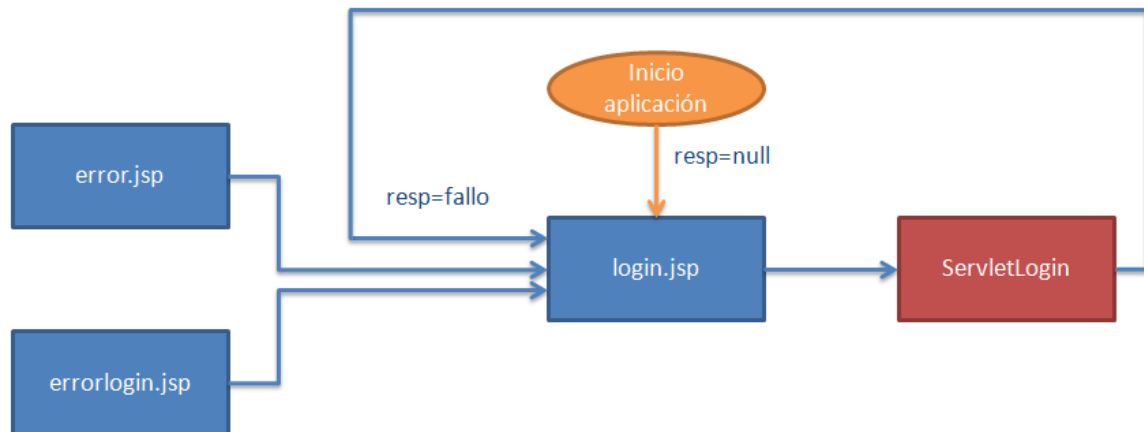 Inicio
aplicación
resp=null
error.jsp
resp=fallo
login.jsp
ServletLogin
errorlogin.jsp